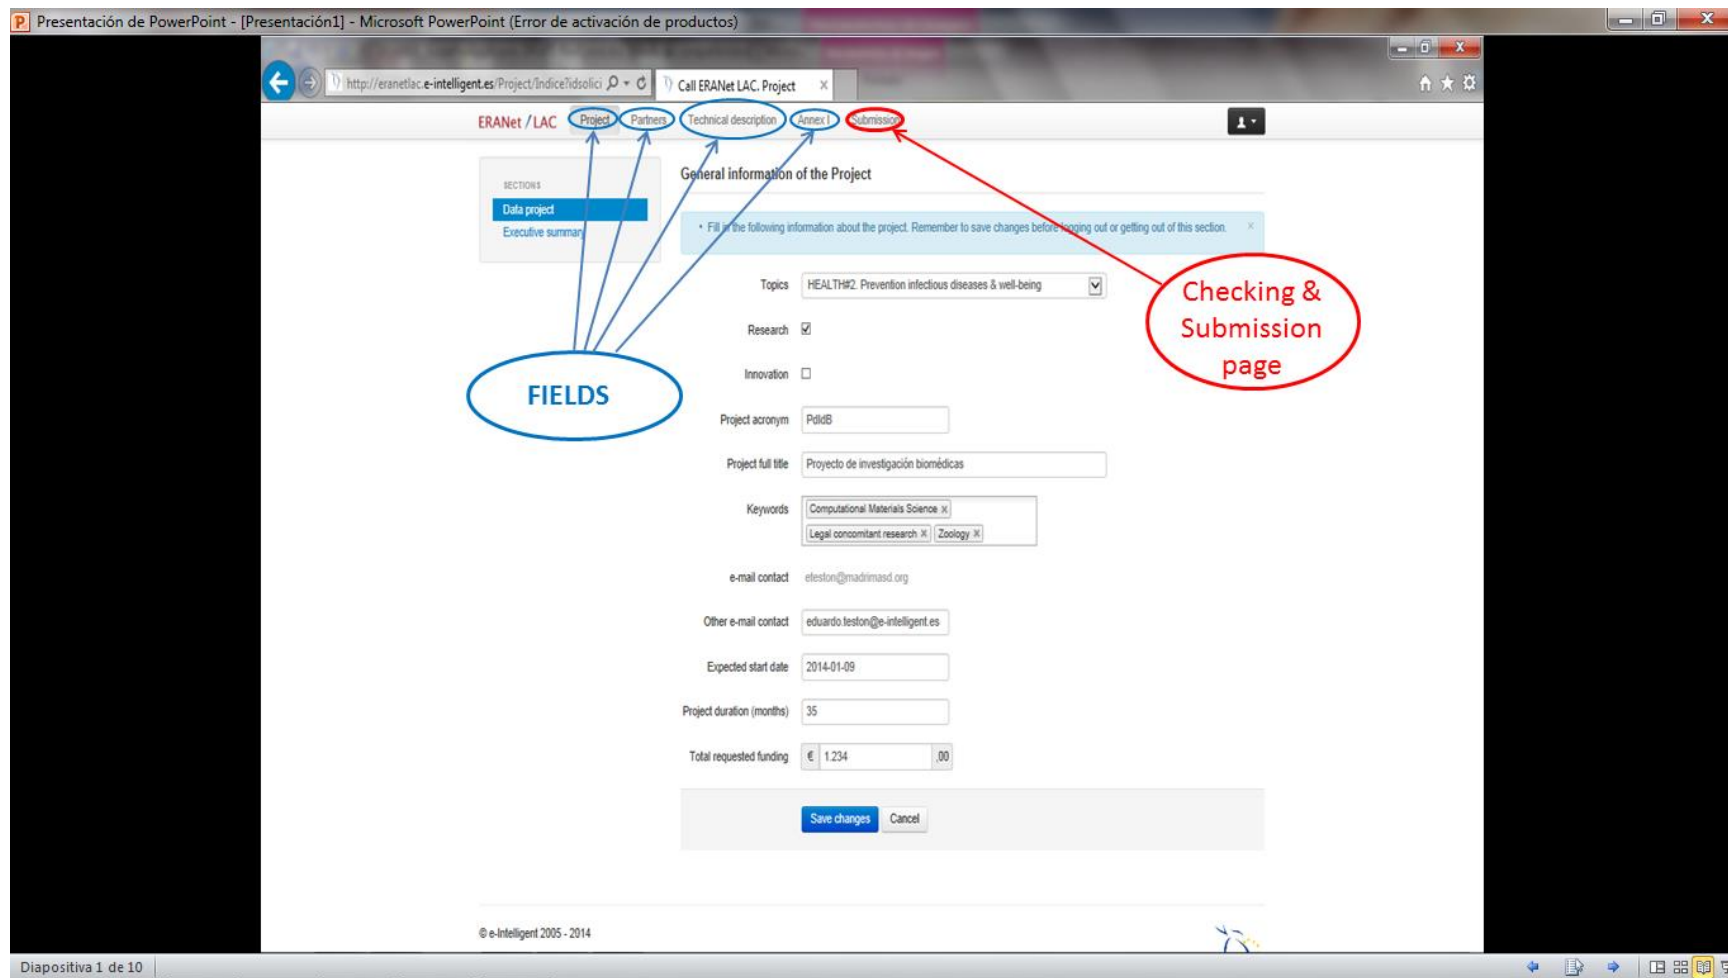 Presentación de PowerPoint - [Presentación1] - Microsoft PowerPoint (Error de activación de productos)
http://eranetlac.e-intelligent.es/Project/Indice?idsolici
Call ERANet LAC. Project
ERANet / LAC Project Partners Technical description Annex I Submission
SECTIONS
Data project
Executive summary
General information of the Project
• Fill in the following information about the project. Remember to save changes before logging out or getting out of this section.
Topics HEALTH#2. Prevention infectious diseases & well-being
Research
Innovation
Project acronym PdIdB
Project full title Proyecto de investigación biomédicas
Keywords Computational Materials Science x
Legal concomitant research x Zoology x
e-mail contact eteston@madrimasd.org
Other e-mail contact eduardo.teston@e-intelligent.es
Expected start date 2014-01-09
Project duration (months) 35
Total requested funding € 1.234 ,00
Save changes Cancel
FIELDS
Checking &
Submission
page
© e-Intelligent 2005 - 2014
Diapositiva 1 de 10